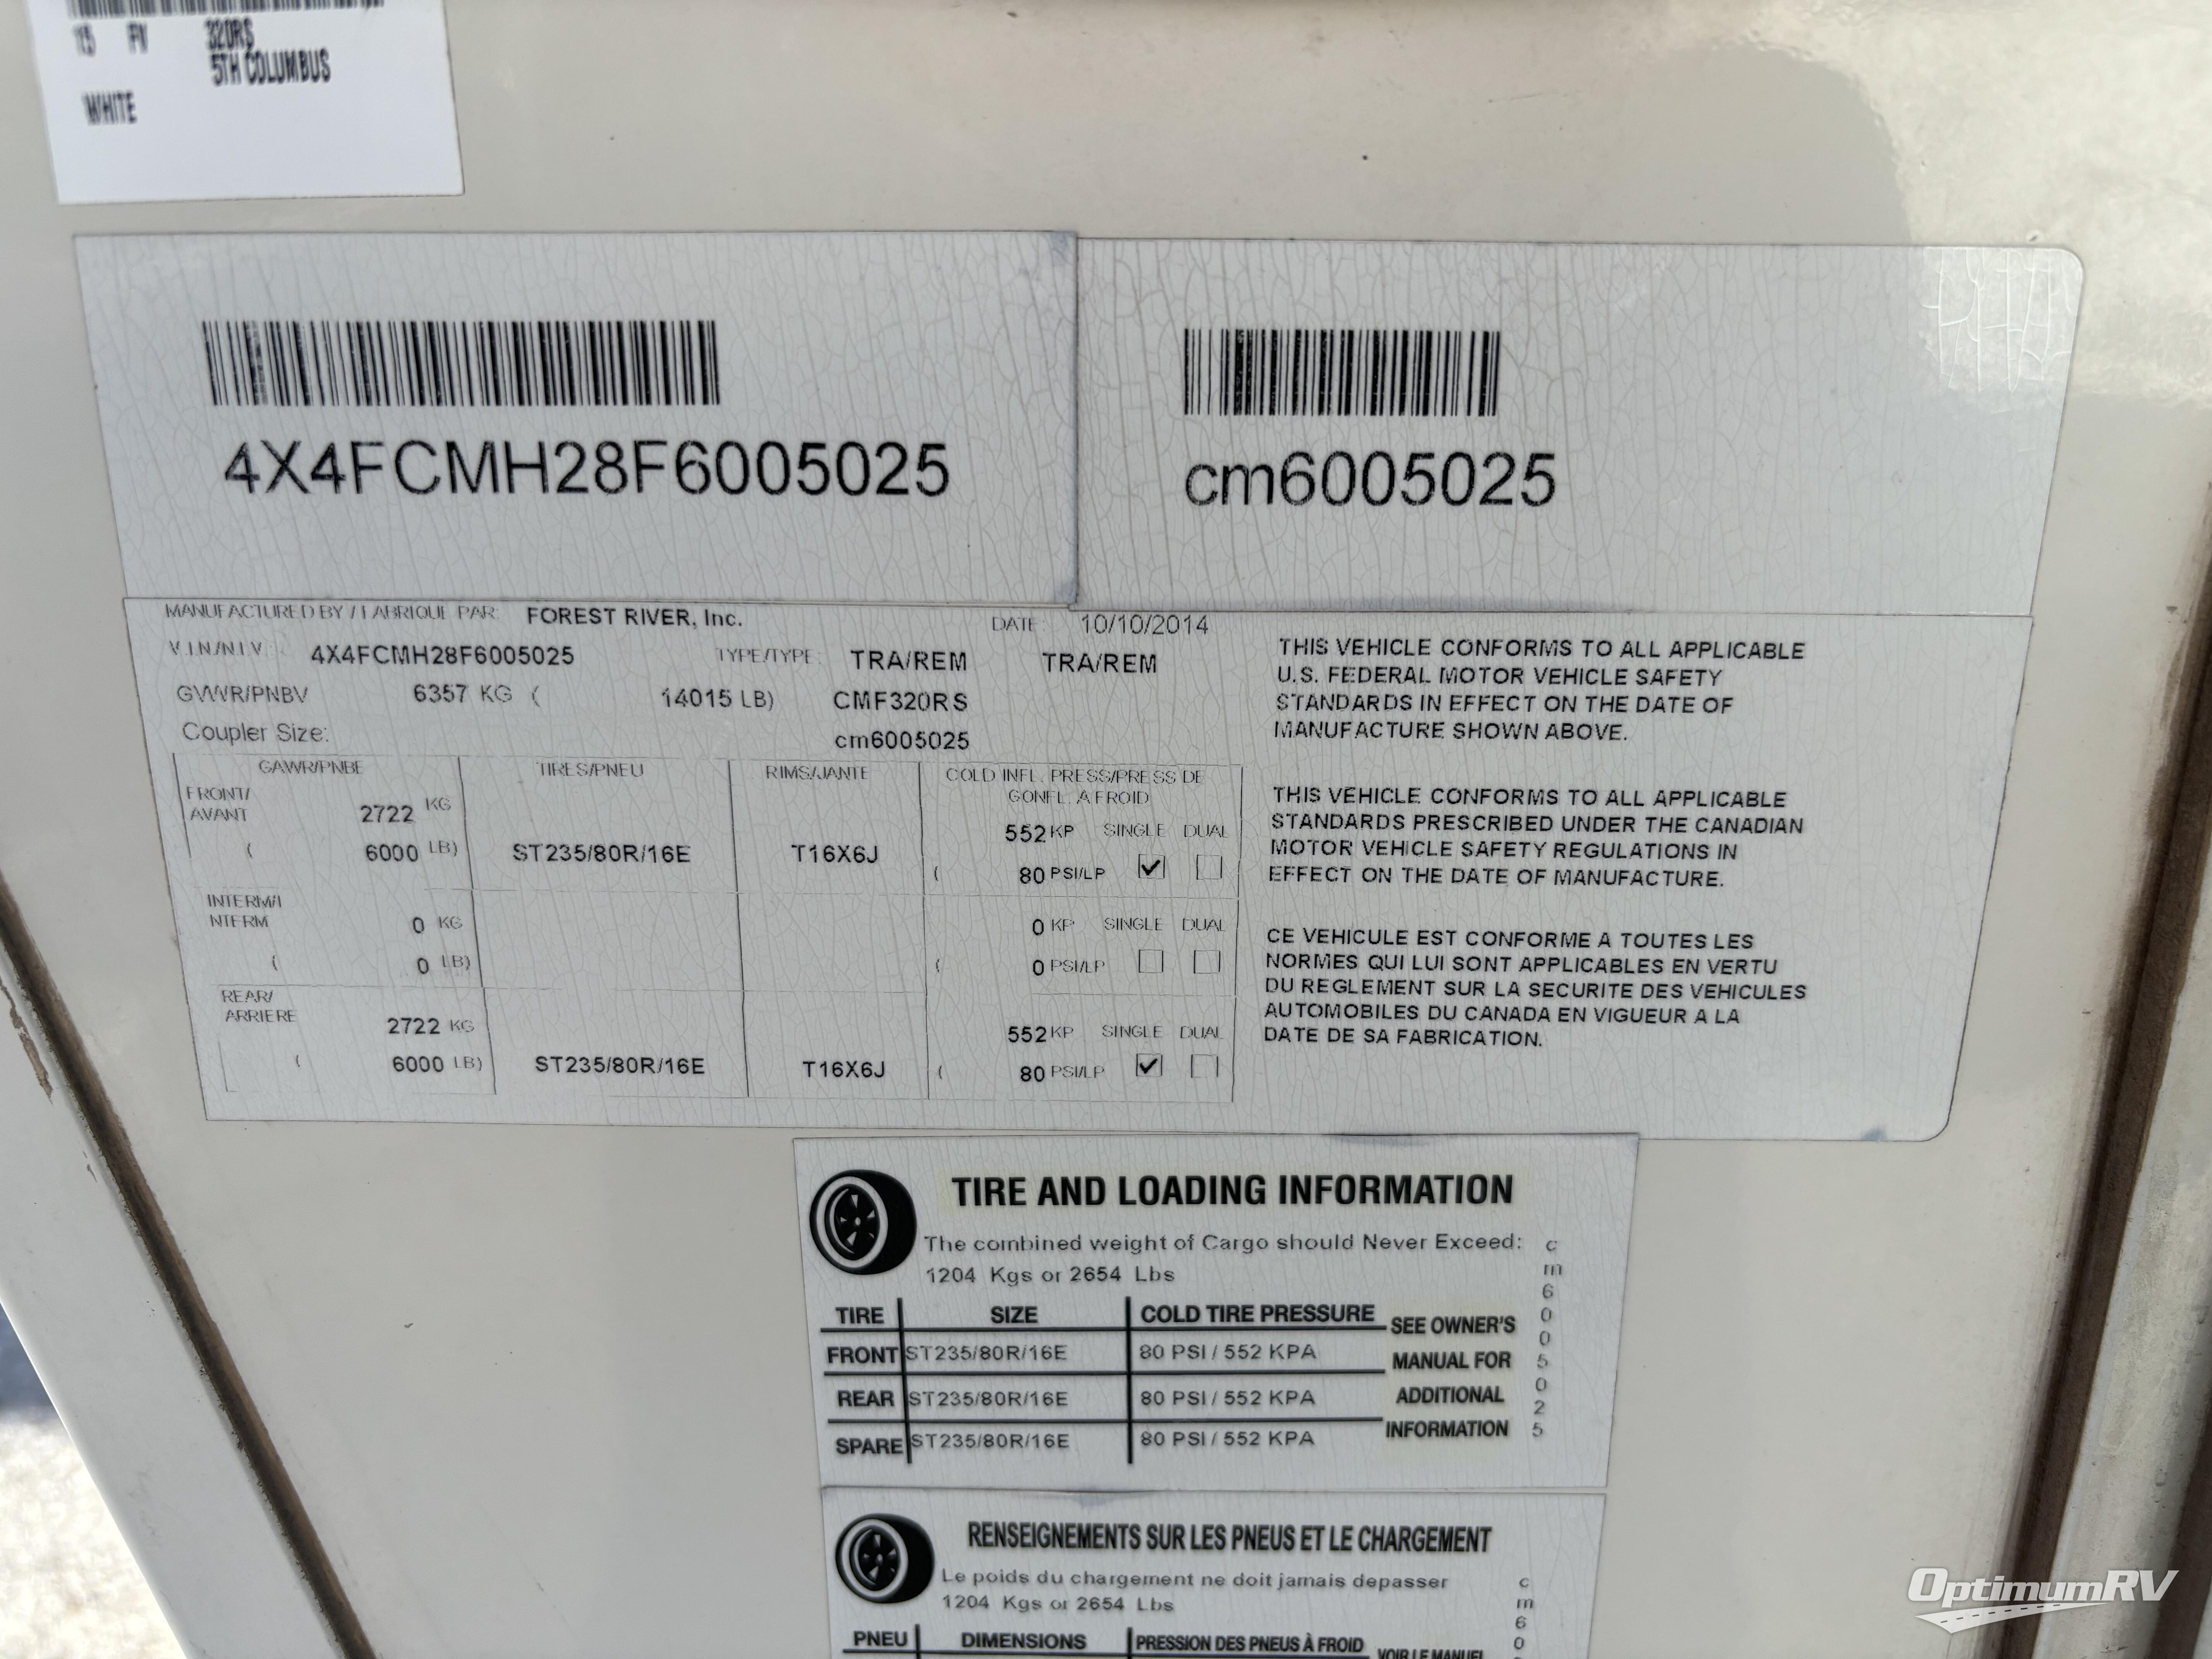 15 FW 320RS
5TH COLUMBUS
WHITE
4X4FCMH28F6005025
cm6005025
MANUFACTURED BY / FABRIQUE PAR: FOREST RIVER, Inc. DATE: 10/10/2014
V.I.N/N.I.V.: 4X4FCMH28F6005025 TYPE/TYPE: TRA/REM TRA/REM
GVWR/PNBV 6357 KG ( 14015 LB) CMF320RS
Coupler Size: cm6005025
GAWR/PNBE TIRES/PNEU RIMS/JANTE COLD INFL. PRESS/PRESS DE
GONFL. A FROID
FRONT/
AVANT 2722 KG 552 KP SINGLE DUAL
( 6000 LB) ST235/80R/16E T16X6J ( 80 PSI/LP ☑ ☐
INTERM/I
NTERM 0 KG 0 KP SINGLE DUAL
( 0 LB) ( 0 PSI/LP ☐ ☐
REAR/
ARRIERE 2722 KG 552 KP SINGLE DUAL
( 6000 LB) ST235/80R/16E T16X6J ( 80 PSI/LP ☑ ☐
THIS VEHICLE CONFORMS TO ALL APPLICABLE
U.S. FEDERAL MOTOR VEHICLE SAFETY
STANDARDS IN EFFECT ON THE DATE OF
MANUFACTURE SHOWN ABOVE.
THIS VEHICLE CONFORMS TO ALL APPLICABLE
STANDARDS PRESCRIBED UNDER THE CANADIAN
MOTOR VEHICLE SAFETY REGULATIONS IN
EFFECT ON THE DATE OF MANUFACTURE.
CE VEHICULE EST CONFORME A TOUTES LES
NORMES QUI LUI SONT APPLICABLES EN VERTU
DU REGLEMENT SUR LA SECURITE DES VEHICULES
AUTOMOBILES DU CANADA EN VIGUEUR A LA
DATE DE SA FABRICATION.
TIRE AND LOADING INFORMATION
The combined weight of Cargo should Never Exceed:
1204 Kgs or 2654 Lbs
TIRE SIZE COLD TIRE PRESSURE
FRONT ST235/80R/16E 80 PSI / 552 KPA
REAR ST235/80R/16E 80 PSI / 552 KPA
SPARE ST235/80R/16E 80 PSI / 552 KPA
SEE OWNER'S
MANUAL FOR
ADDITIONAL
INFORMATION
cm6005025
RENSEIGNEMENTS SUR LES PNEUS ET LE CHARGEMENT
Le poids du chargement ne doit jamais depasser
1204 Kgs or 2654 Lbs
PNEU DIMENSIONS PRESSION DES PNEUS À FROID VOIR LE MANUEL
cm60
OptimumRV